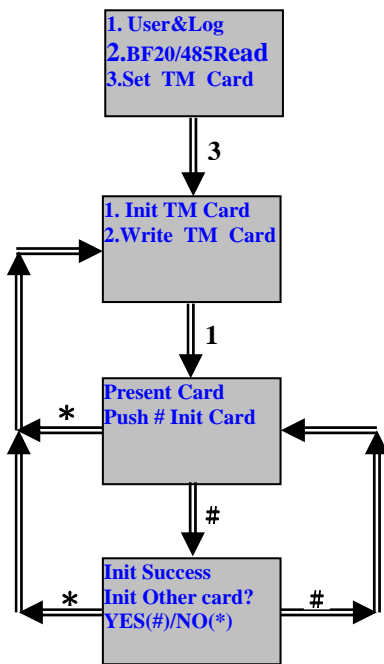 1. User&Log
2.BF20/485Read
3.Set TM Card
3
1. Init TM Card
2.Write TM Card
1
Present Card
Push # Init Card
*
#
Init Success
Init Other card?
YES(#)/NO(*)
*
#